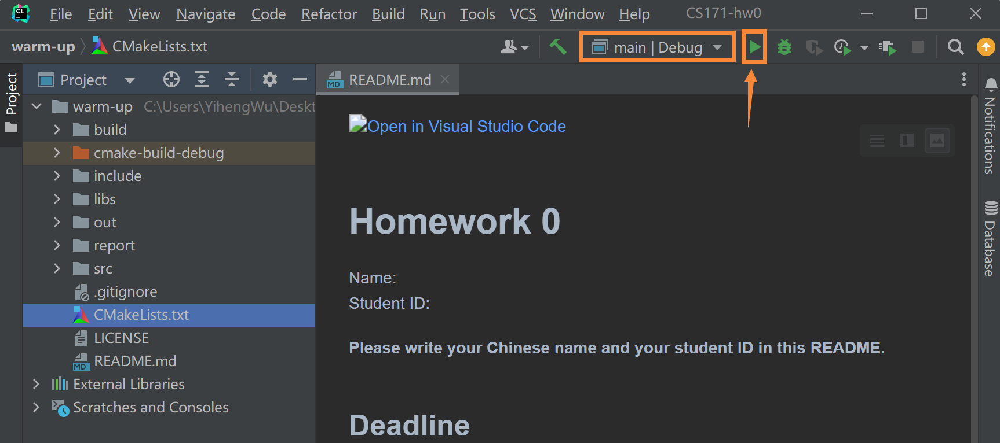 CL
File Edit View Navigate Code Refactor Build Run Tools VCS Window Help CS171-hw0
warm-up CMakeLists.txt
main | Debug
Project
Project
README.md
MD
warm-up C:\Users\YihengWu\Deskt
build
cmake-build-debug
include
libs
out
report
src
.gitignore
CMakeLists.txt
LICENSE
MD README.md
External Libraries
Scratches and Consoles
Open in Visual Studio Code
Homework 0
Name:
Student ID:
Please write your Chinese name and your student ID in this README.
Deadline
Notifications
Database